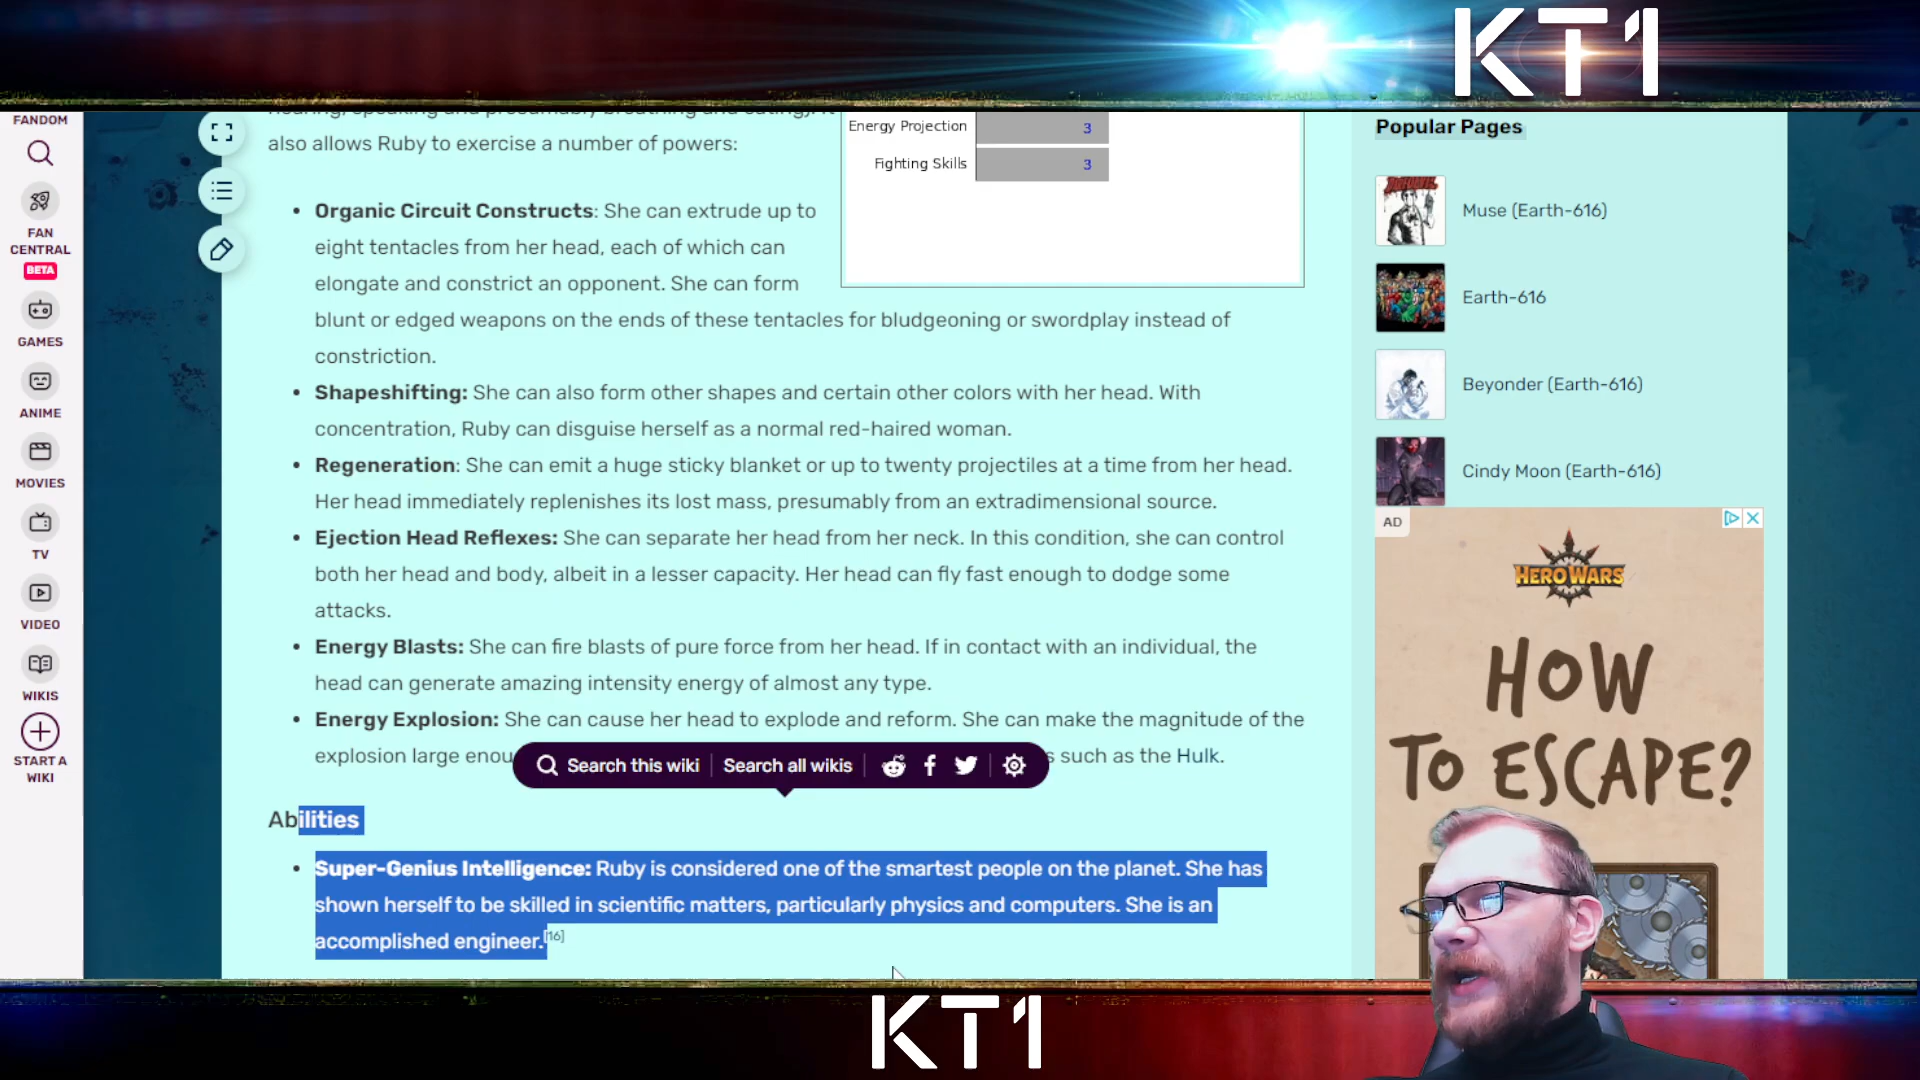 KT1
FANDOM
FAN
CENTRAL
BETA
GAMES
ANIME
MOVIES
TV
VIDEO
WIKIS
START A
WIKI
also allows Ruby to exercise a number of powers:
Organic Circuit Constructs: She can extrude up to
eight tentacles from her head, each of which can
elongate and constrict an opponent. She can form
blunt or edged weapons on the ends of these tentacles for bludgeoning or swordplay instead of
constriction.
Shapeshifting: She can also form other shapes and certain other colors with her head. With
concentration, Ruby can disguise herself as a normal red-haired woman.
Regeneration: She can emit a huge sticky blanket or up to twenty projectiles at a time from her head.
Her head immediately replenishes its lost mass, presumably from an extradimensional source.
Ejection Head Reflexes: She can separate her head from her neck. In this condition, she can control
both her head and body, albeit in a lesser capacity. Her head can fly fast enough to dodge some
attacks.
Energy Blasts: She can fire blasts of pure force from her head. If in contact with an individual, the
head can generate amazing intensity energy of almost any type.
Energy Explosion: She can cause her head to explode and reform. She can make the magnitude of the
explosion large enou
s such as the Hulk.
Search this wiki
Search all wikis
Abilities
Super-Genius Intelligence: Ruby is considered one of the smartest people on the planet. She has
shown herself to be skilled in scientific matters, particularly physics and computers. She is an
accomplished engineer.[16]
Energy Projection 3
Fighting Skills 3
Popular Pages
Muse (Earth-616)
Earth-616
Beyonder (Earth-616)
Cindy Moon (Earth-616)
AD
HERO WARS
HOW
TO ESCAPE?
KT1